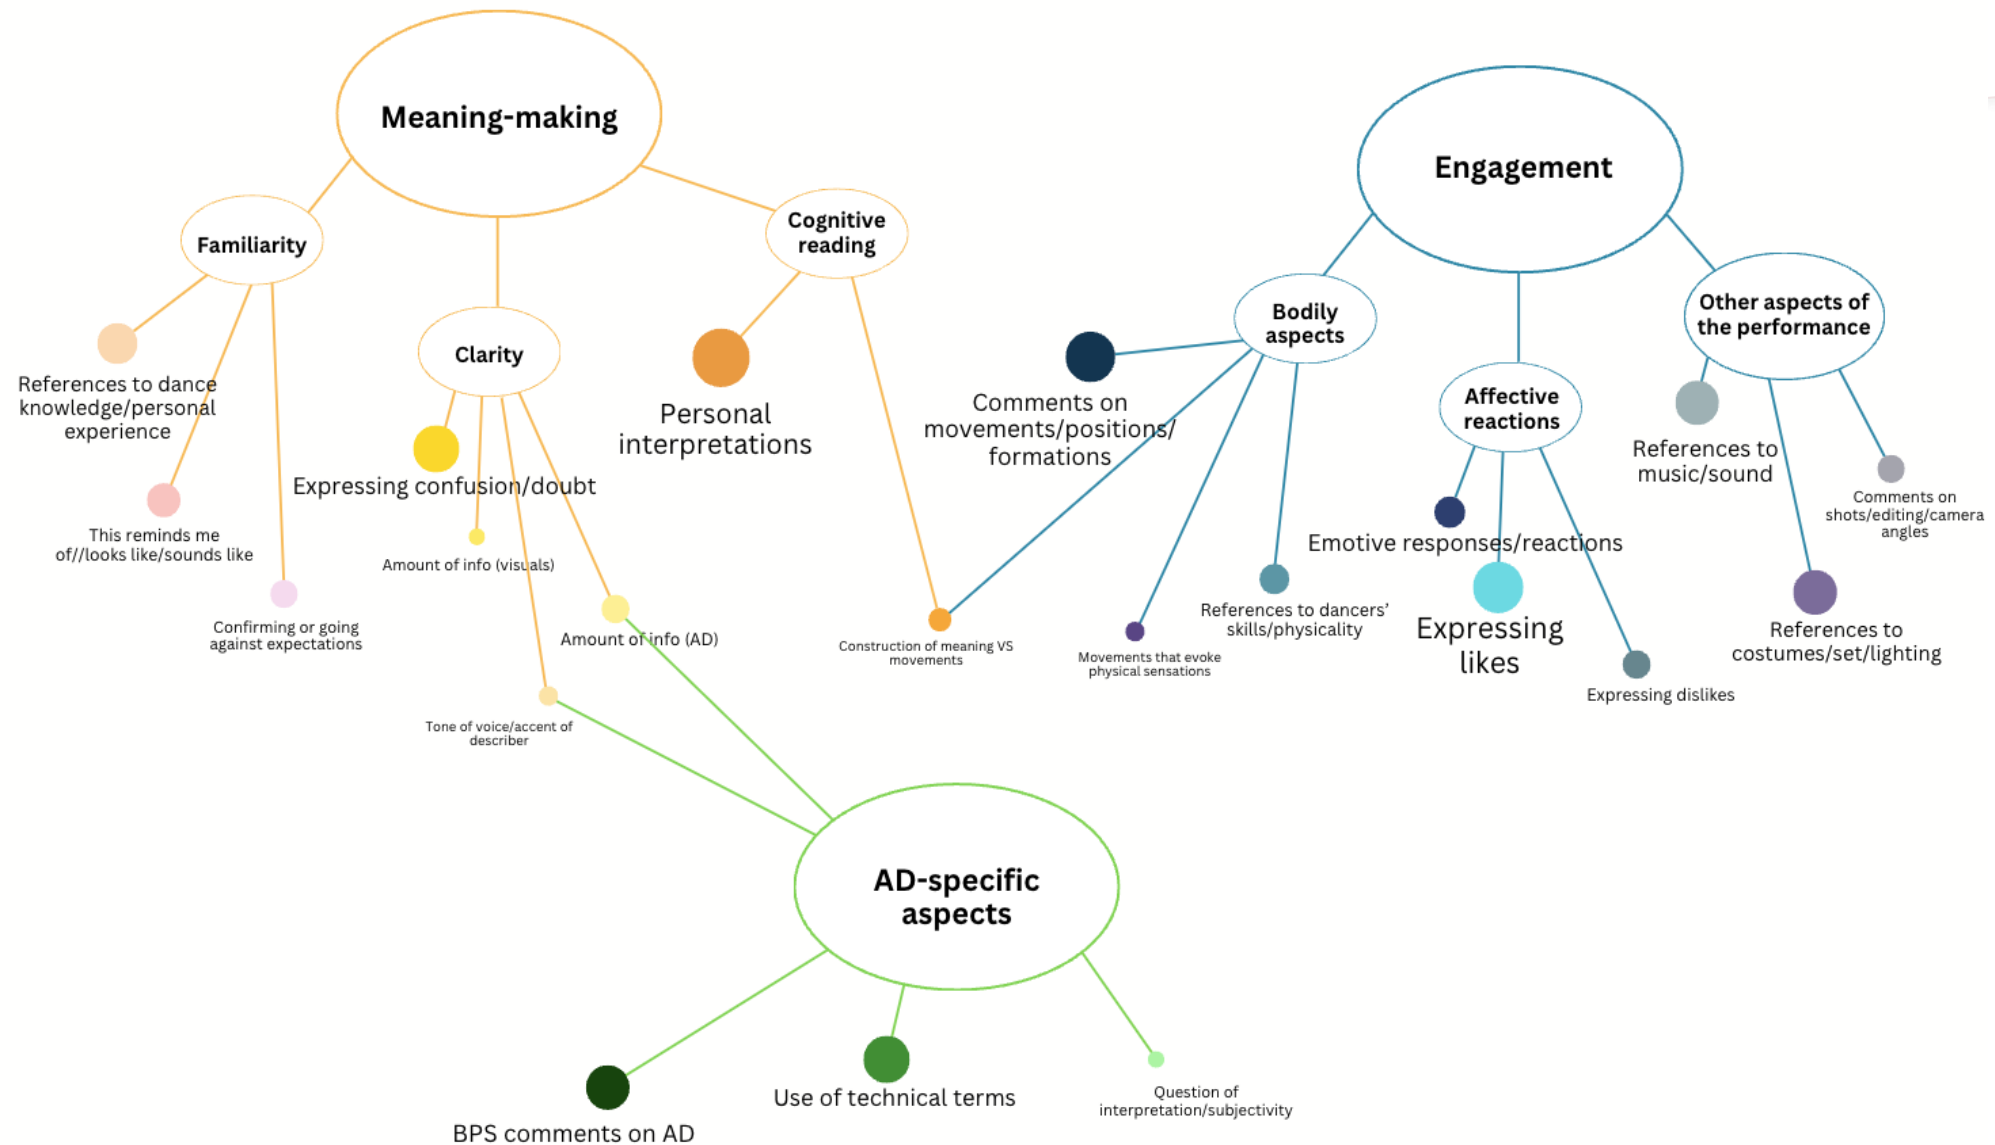 Meaning-making
Engagement
Familiarity
Cognitive
reading
Clarity
Bodily
aspects
Other aspects of
the performance
Affective
reactions
References to dance
knowledge/personal
experience
This reminds me
of//looks like/sounds like
Confirming or going
against expectations
Expressing confusion/doubt
Amount of info (visuals)
Amount of info (AD)
Tone of voice/accent of
describer
Personal
interpretations
Construction of meaning VS
movements
Comments on
movements/positions/
formations
Movements that evoke
physical sensations
References to dancers’
skills/physicality
Emotive responses/reactions
Expressing
likes
Expressing dislikes
References to
music/sound
References to
costumes/set/lighting
Comments on
shots/editing/camera
angles
AD-specific
aspects
BPS comments on AD
Use of technical terms
Question of
interpretation/subjectivity